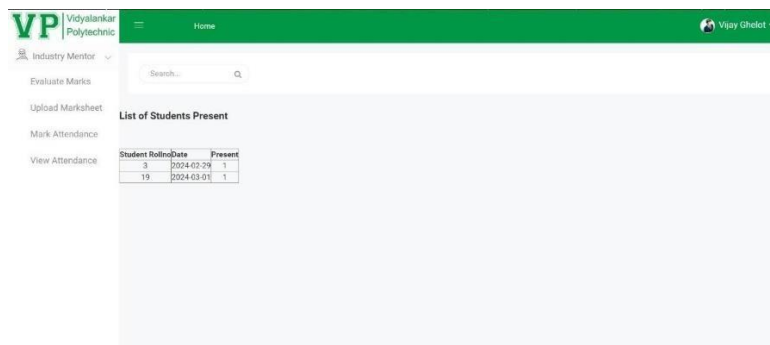 VP Vidyalankar Polytechnic
Home
Vijay Ghelot
Industry Mentor
Evaluate Marks
Upload Marksheet
Mark Attendance
View Attendance
Search...
List of Students Present
Student Rollno Date Present
3 2024-02-29 1
19 2024-03-01 1